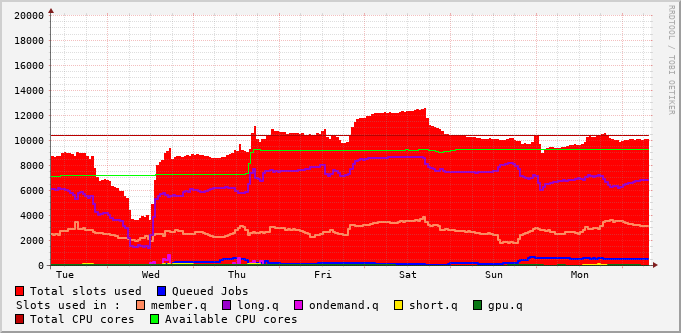 20000
18000
16000
14000
12000
10000
8000
6000
4000
2000
0
Tue Wed Thu Fri Sat Sun Mon
Total slots used Queued Jobs
Slots used in : member.q long.q ondemand.q short.q gpu.q
Total CPU cores Available CPU cores
RRDTOOL / TOBI OETIKER